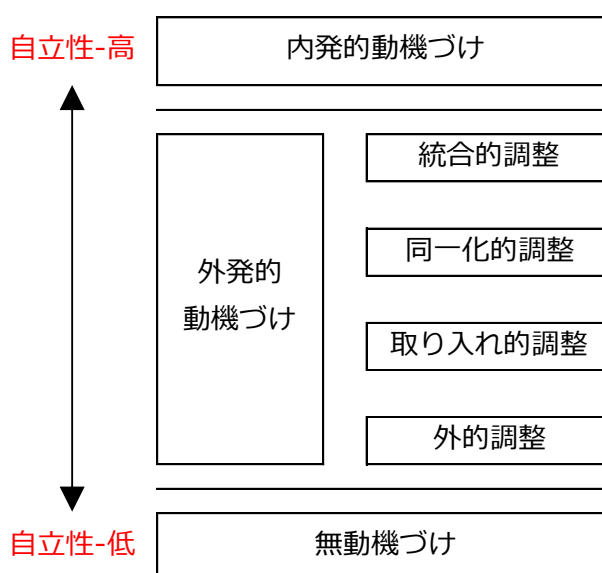 自立性-高
内発的動機づけ
統合的調整
同一化的調整
外発的
動機づけ
取り入れ的調整
外的調整
自立性-低
無動機づけ